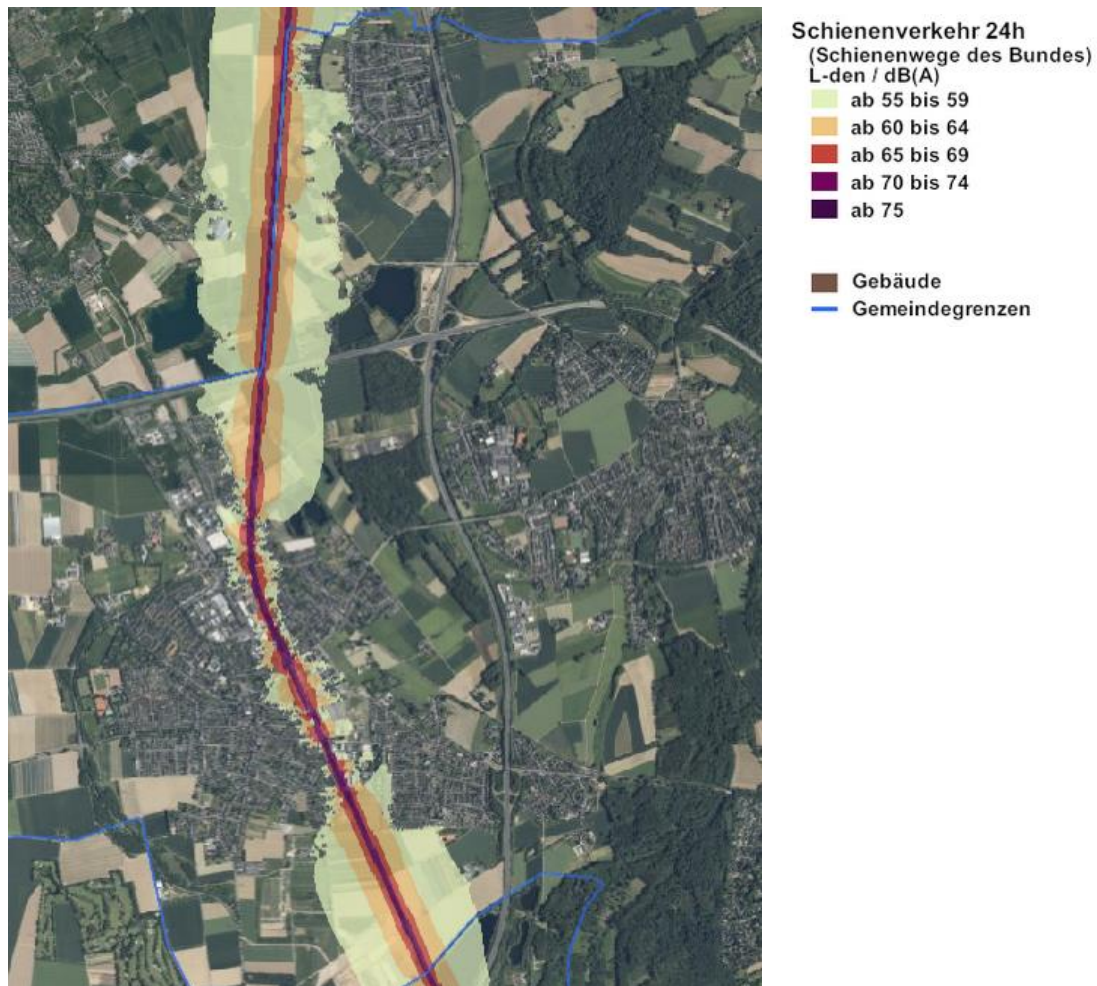 Schienenverkehr 24h
(Schienenwege des Bundes)
L-den / dB(A)
ab 55 bis 59
ab 60 bis 64
ab 65 bis 69
ab 70 bis 74
ab 75
Gebäude
Gemeindegrenzen